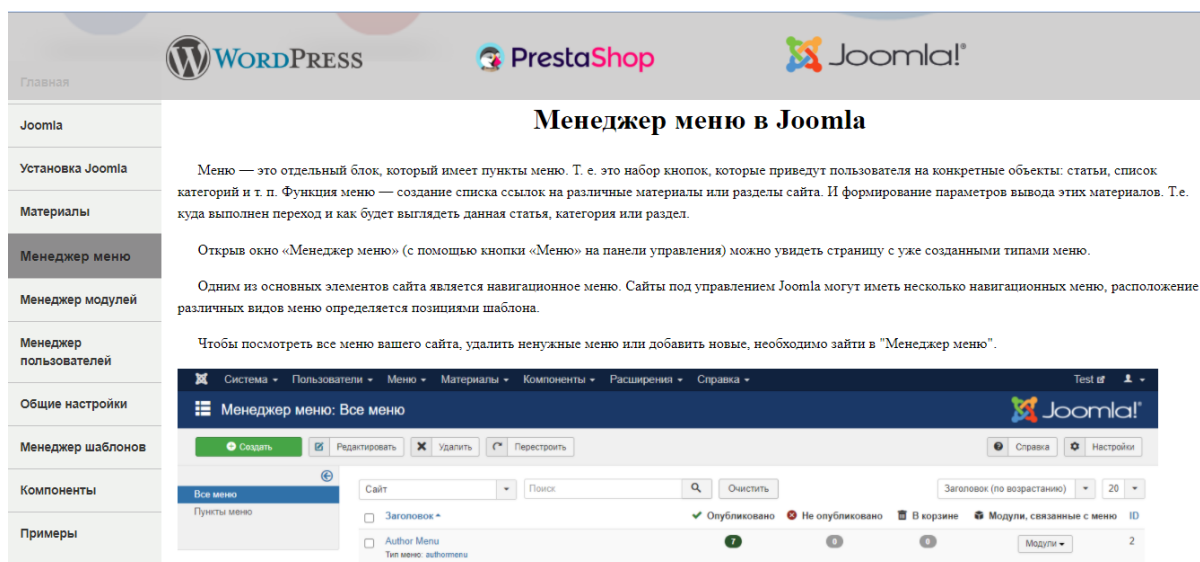 WORDPRESS
PrestaShop
Joomla!
Главная
Joomla
Установка Joomla
Материалы
Менеджер меню
Менеджер модулей
Менеджер
пользователей
Общие настройки
Менеджер шаблонов
Компоненты
Примеры
Менеджер меню в Joomla
Меню — это отдельный блок, который имеет пункты меню. Т. е. это набор кнопок, которые приведут пользователя на конкретные объекты: статьи, список
категорий и т. п. Функция меню — создание списка ссылок на различные материалы или разделы сайта. И формирование параметров вывода этих материалов. Т.е.
куда выполнен переход и как будет выглядеть данная статья, категория или раздел.
Открыв окно «Менеджер меню» (с помощью кнопки «Меню» на панели управления) можно увидеть страницу с уже созданными типами меню.
Одним из основных элементов сайта является навигационное меню. Сайты под управлением Joomla могут иметь несколько навигационных меню, расположение
различных видов меню определяется позициями шаблона.
Чтобы посмотреть все меню вашего сайта, удалить ненужные меню или добавить новые, необходимо зайти в "Менеджер меню".
Система Пользователи Меню Материалы Компоненты Расширения Справка Test
Менеджер меню: Все меню Joomla!
Создать Редактировать Удалить Перестроить Справка Настройки
Все меню
Пункты меню
Сайт Поиск Очистить Заголовок (по возрастанию) 20
Заголовок Опубликовано Не опубликовано В корзине Модули, связанные с меню ID
Author Menu 7 0 0 Модули 2
Тип меню: authormenu